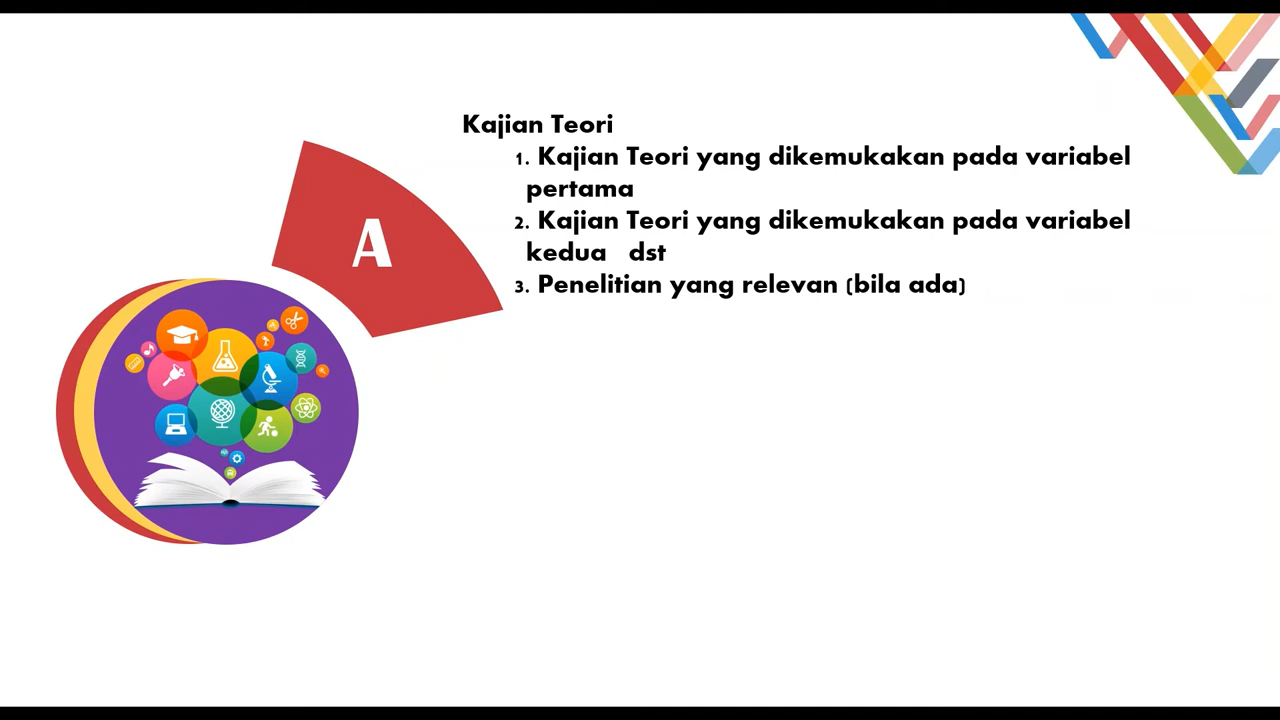 Kajian Teori
1. Kajian Teori yang dikemukakan pada variabel
pertama
2. Kajian Teori yang dikemukakan pada variabel
kedua dst
3. Penelitian yang relevan (bila ada)
A